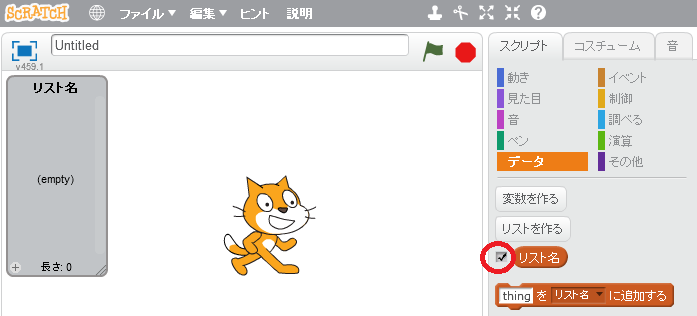 SCRATCH ファイル▼ 編集▼ ヒント 説明
Untitled
v459.1
リスト名
(empty)
+ 長さ: 0
スクリプト コスチューム 音
動き イベント
見た目 制御
音 調べる
ペン 演算
データ その他
変数を作る
リストを作る
リスト名
thing を リスト名▼ に追加する